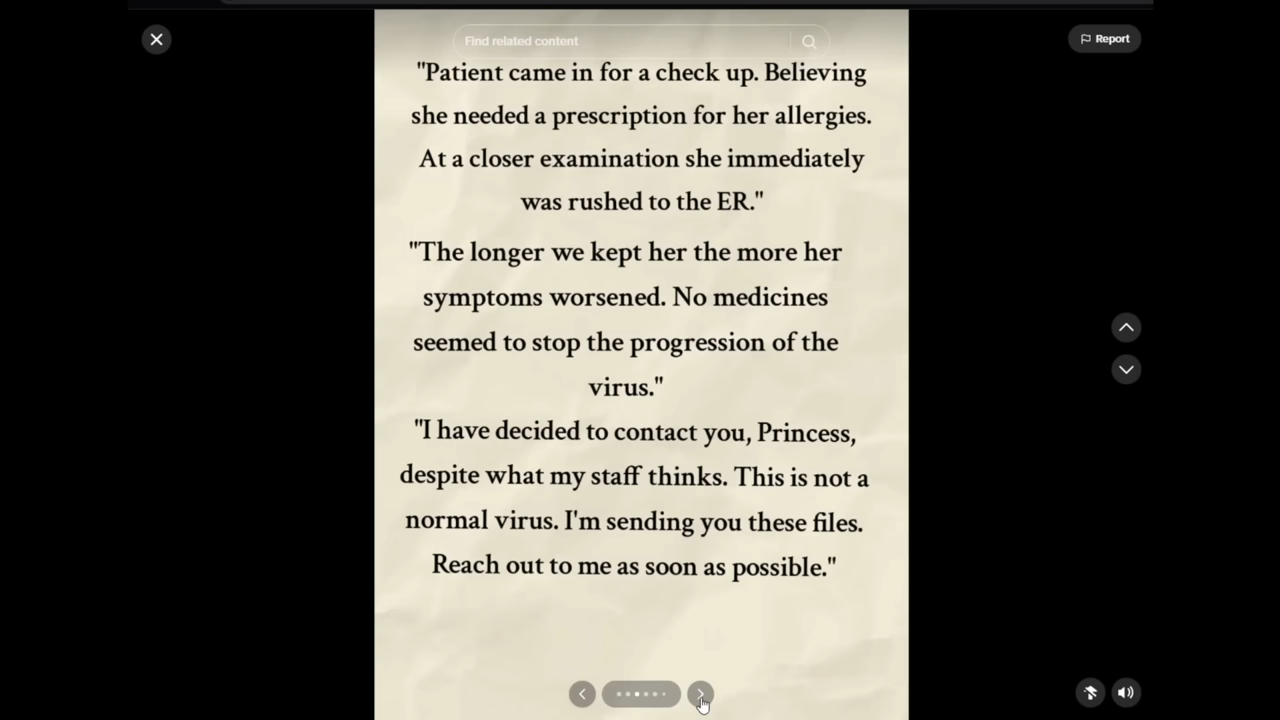 Find related content
Report
"Patient came in for a check up. Believing
she needed a prescription for her allergies.
At a closer examination she immediately
was rushed to the ER."
"The longer we kept her the more her
symptoms worsened. No medicines
seemed to stop the progression of the
virus."
"I have decided to contact you, Princess,
despite what my staff thinks. This is not a
normal virus. I'm sending you these files.
Reach out to me as soon as possible."